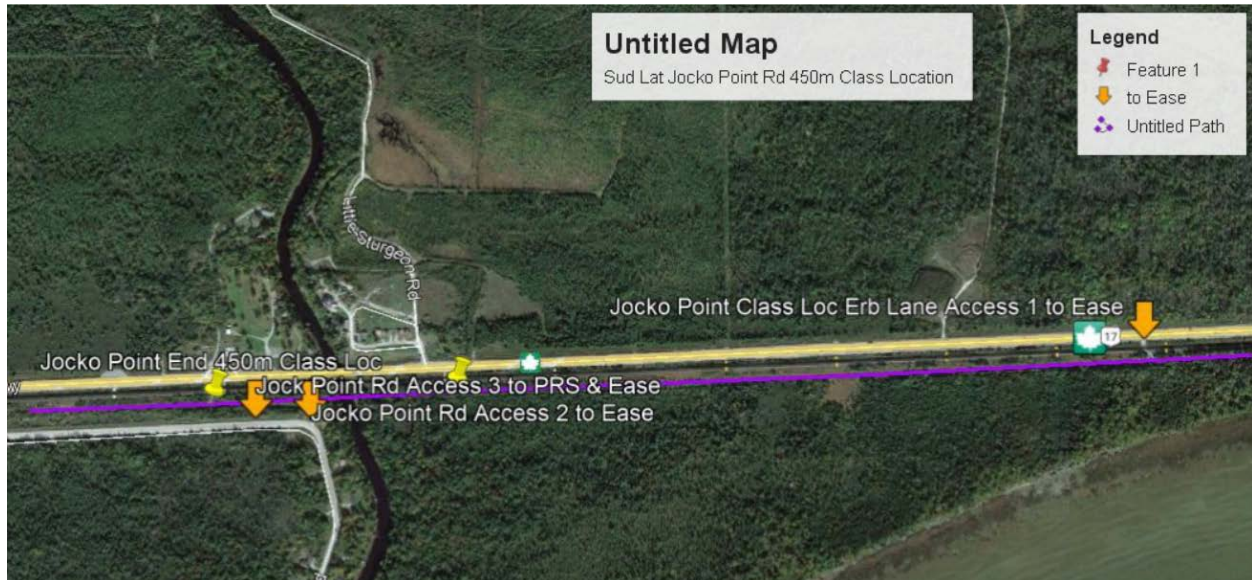 Untitled Map
Sud Lat Jocko Point Rd 450m Class Location
Legend
Feature 1
to Ease
Untitled Path
Little Sturgeon Rd
Jocko Point Class Loc Erb Lane Access 1 to Ease
17
Jocko Point End 450m Class Loc
Jock Point Rd Access 3 to PRS & Ease
Jocko Point Rd Access 2 to Ease